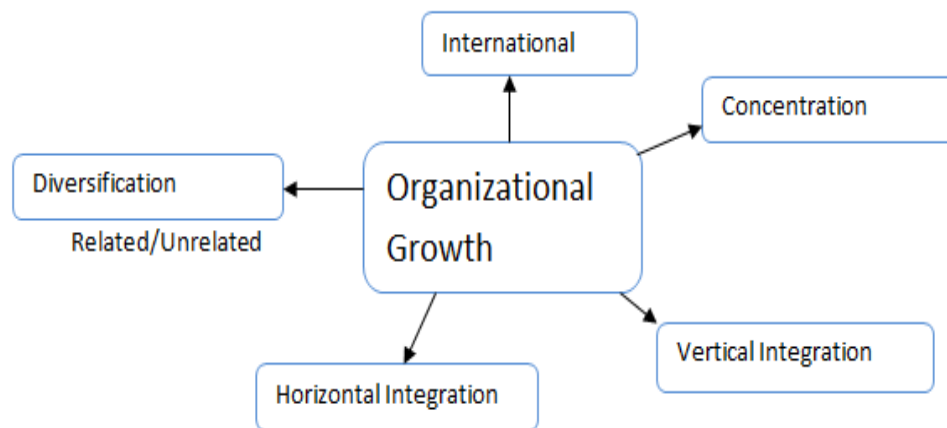 International
Concentration
Diversification
Related/Unrelated
Organizational
Growth
Vertical Integration
Horizontal Integration